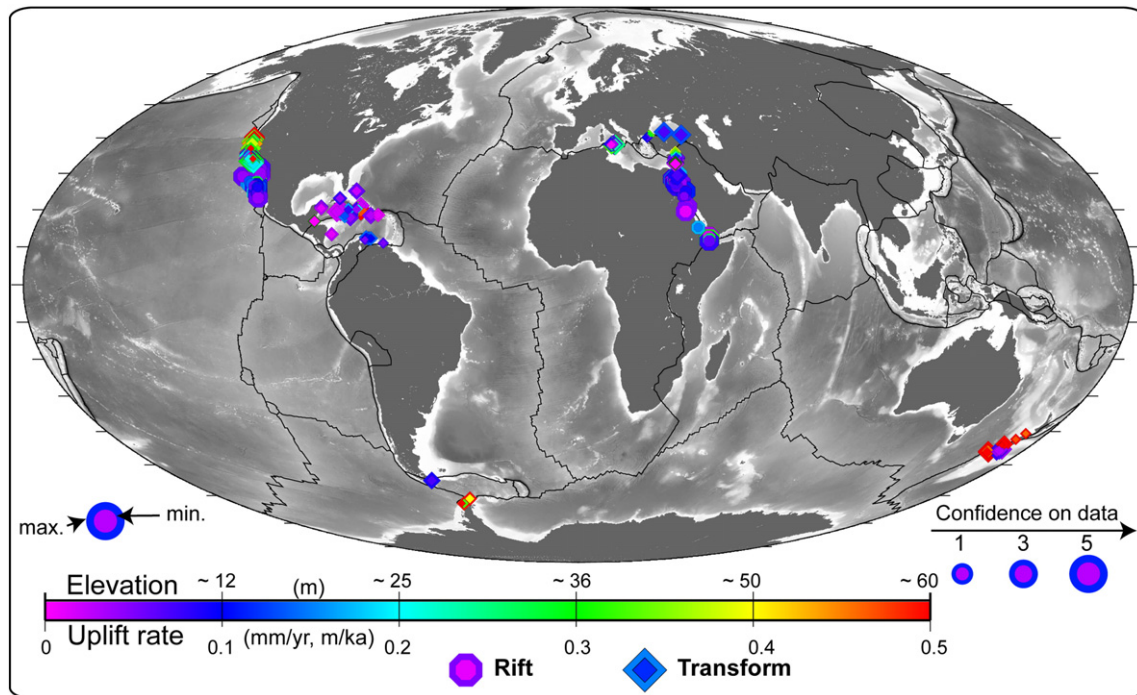 max.
min.
Confidence on data
1 3 5
Elevation ~ 12 (m) ~ 25 ~ 36 ~ 50 ~ 60
Uplift rate (mm/yr, m/ka)
0 0.1 0.2 0.3 0.4 0.5
Rift Transform